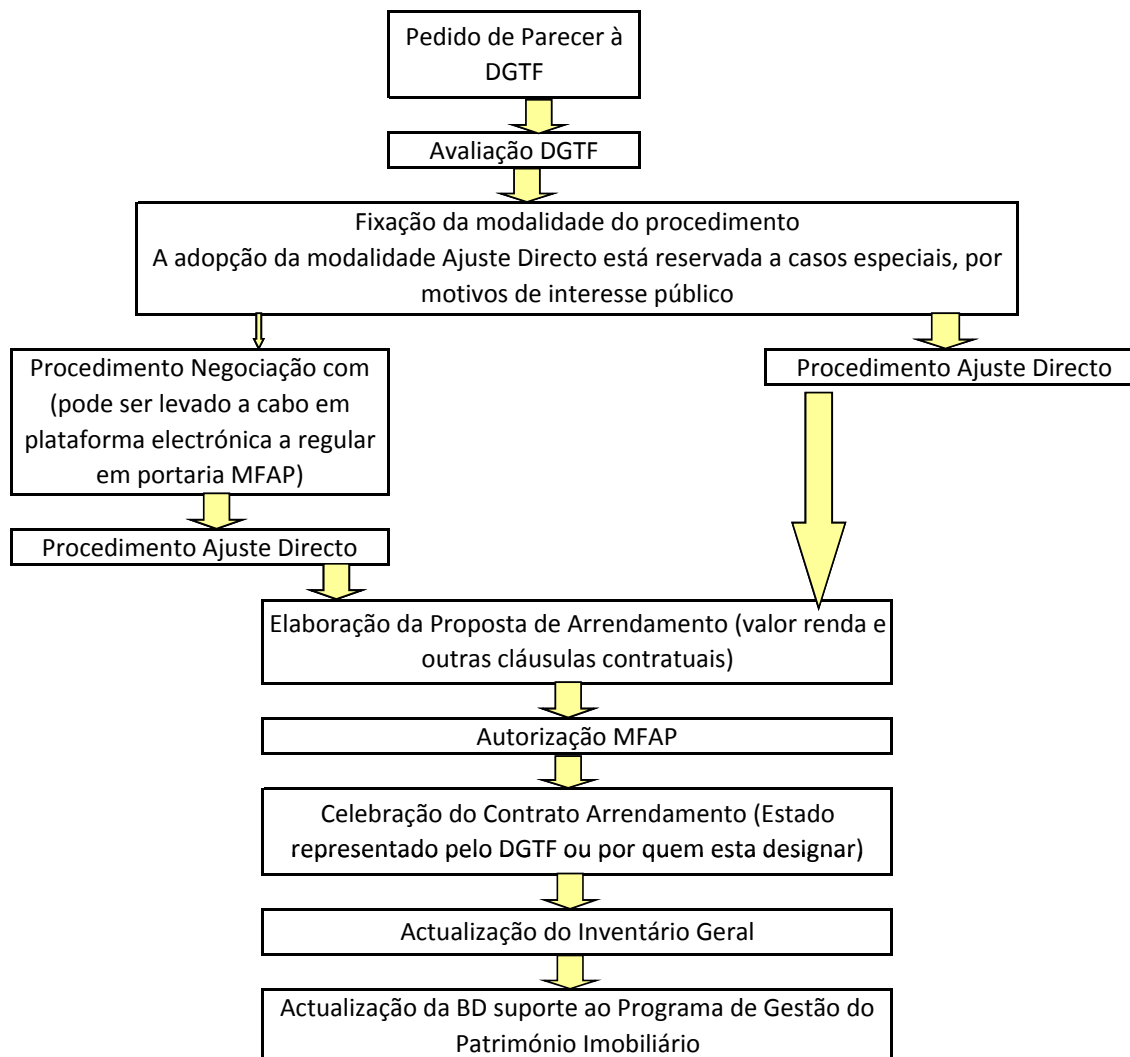 Pedido de Parecer à
DGTF
Avaliação DGTF
Fixação da modalidade do procedimento
A adopção da modalidade Ajuste Directo está reservada a casos especiais, por
motivos de interesse público
Procedimento Negociação com
(pode ser levado a cabo em
plataforma electrónica a regular
em portaria MFAP)
Procedimento Ajuste Directo
Procedimento Ajuste Directo
Elaboração da Proposta de Arrendamento (valor renda e
outras cláusulas contratuais)
Autorização MFAP
Celebração do Contrato Arrendamento (Estado
representado pelo DGTF ou por quem esta designar)
Actualização do Inventário Geral
Actualização da BD suporte ao Programa de Gestão do
Património Imobiliário